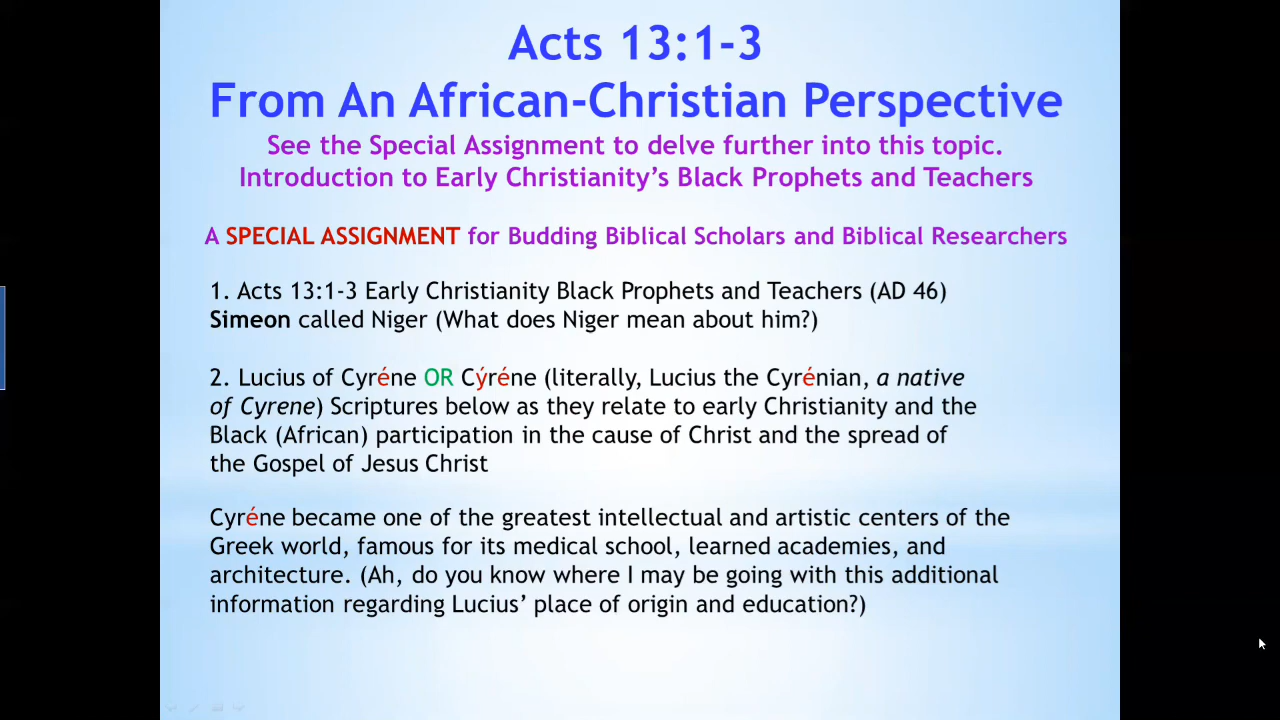 Acts 13:1-3
From An African-Christian Perspective
See the Special Assignment to delve further into this topic.
Introduction to Early Christianity’s Black Prophets and Teachers
A SPECIAL ASSIGNMENT for Budding Biblical Scholars and Biblical Researchers
1. Acts 13:1-3 Early Christianity Black Prophets and Teachers (AD 46)
Simeon called Niger (What does Niger mean about him?)
2. Lucius of Cyréne OR Cýréne (literally, Lucius the Cyrénian, a native
of Cyrene) Scriptures below as they relate to early Christianity and the
Black (African) participation in the cause of Christ and the spread of
the Gospel of Jesus Christ
Cyréne became one of the greatest intellectual and artistic centers of the
Greek world, famous for its medical school, learned academies, and
architecture. (Ah, do you know where I may be going with this additional
information regarding Lucius’ place of origin and education?)